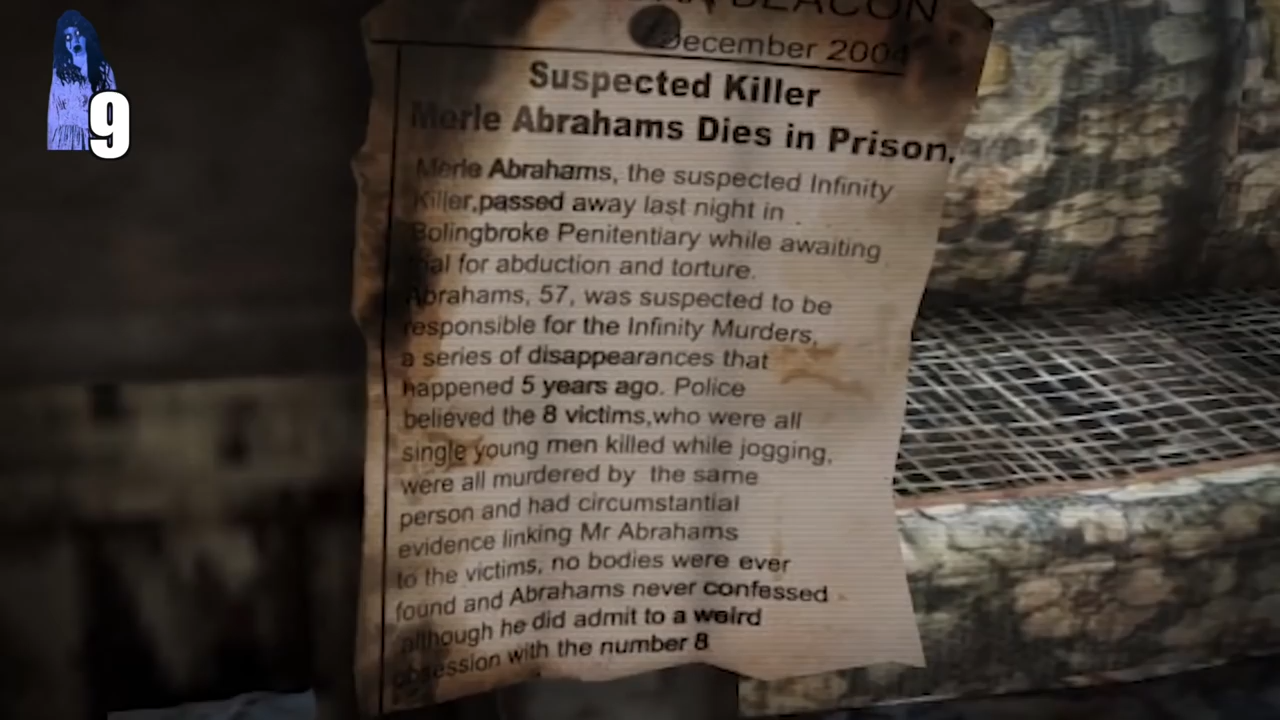 9
BEACON
December 2004
Suspected Killer
Merle Abrahams Dies in Prison,
Merle Abrahams, the suspected Infinity
Killer,passed away last night in
Bolingbroke Penitentiary while awaiting
trial for abduction and torture.
Abrahams, 57, was suspected to be
responsible for the Infinity Murders,
a series of disappearances that
happened 5 years ago. Police
believed the 8 victims,who were all
single young men killed while jogging,
were all murdered by the same
person and had circumstantial
evidence linking Mr Abrahams
to the victims, no bodies were ever
found and Abrahams never confessed
although he did admit to a weird
obsession with the number 8